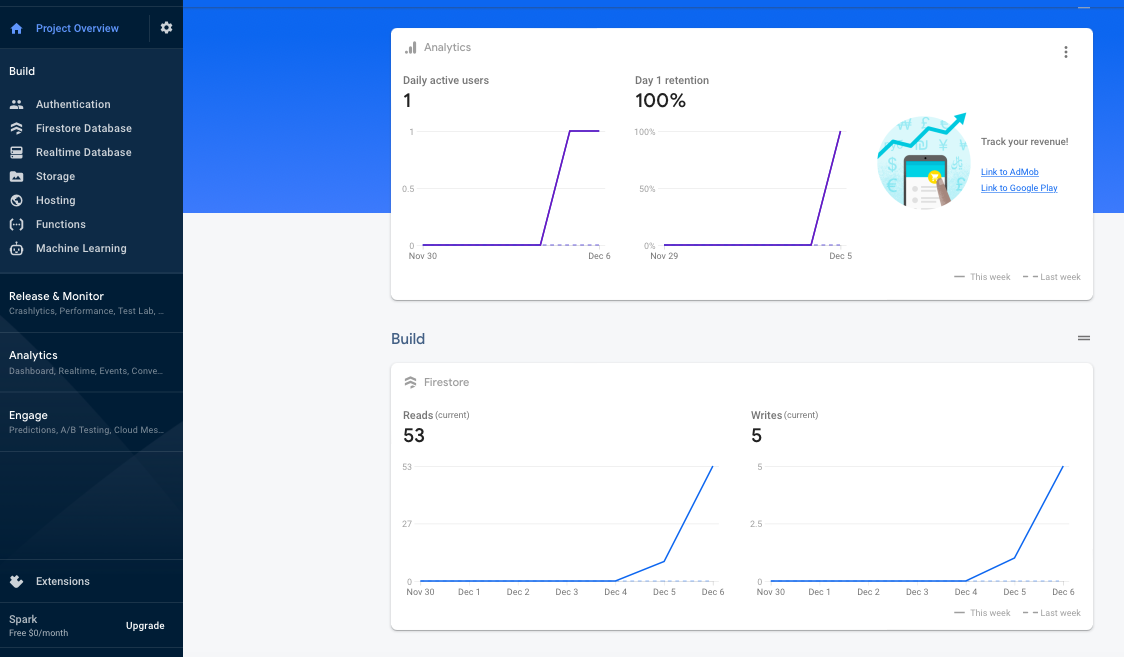 Project Overview
Build
Authentication
Firestore Database
Realtime Database
Storage
Hosting
Functions
Machine Learning
Release & Monitor
Crashlytics, Performance, Test Lab, ...
Analytics
Dashboard, Realtime, Events, Conve...
Engage
Predictions, A/B Testing, Cloud Mes...
Extensions
Spark
Free $0/month
Upgrade
Analytics
Daily active users
1
1
0.5
0
Nov 30
Dec 6
Day 1 retention
100%
100%
50%
0%
Nov 29
Dec 5
Track your revenue!
Link to AdMob
Link to Google Play
This week
Last week
Build
Firestore
Reads (current)
53
53
27
0
Nov 30 Dec 1 Dec 2 Dec 3 Dec 4 Dec 5 Dec 6
Writes (current)
5
5
2.5
0
Nov 30 Dec 1 Dec 2 Dec 3 Dec 4 Dec 5 Dec 6
This week
Last week